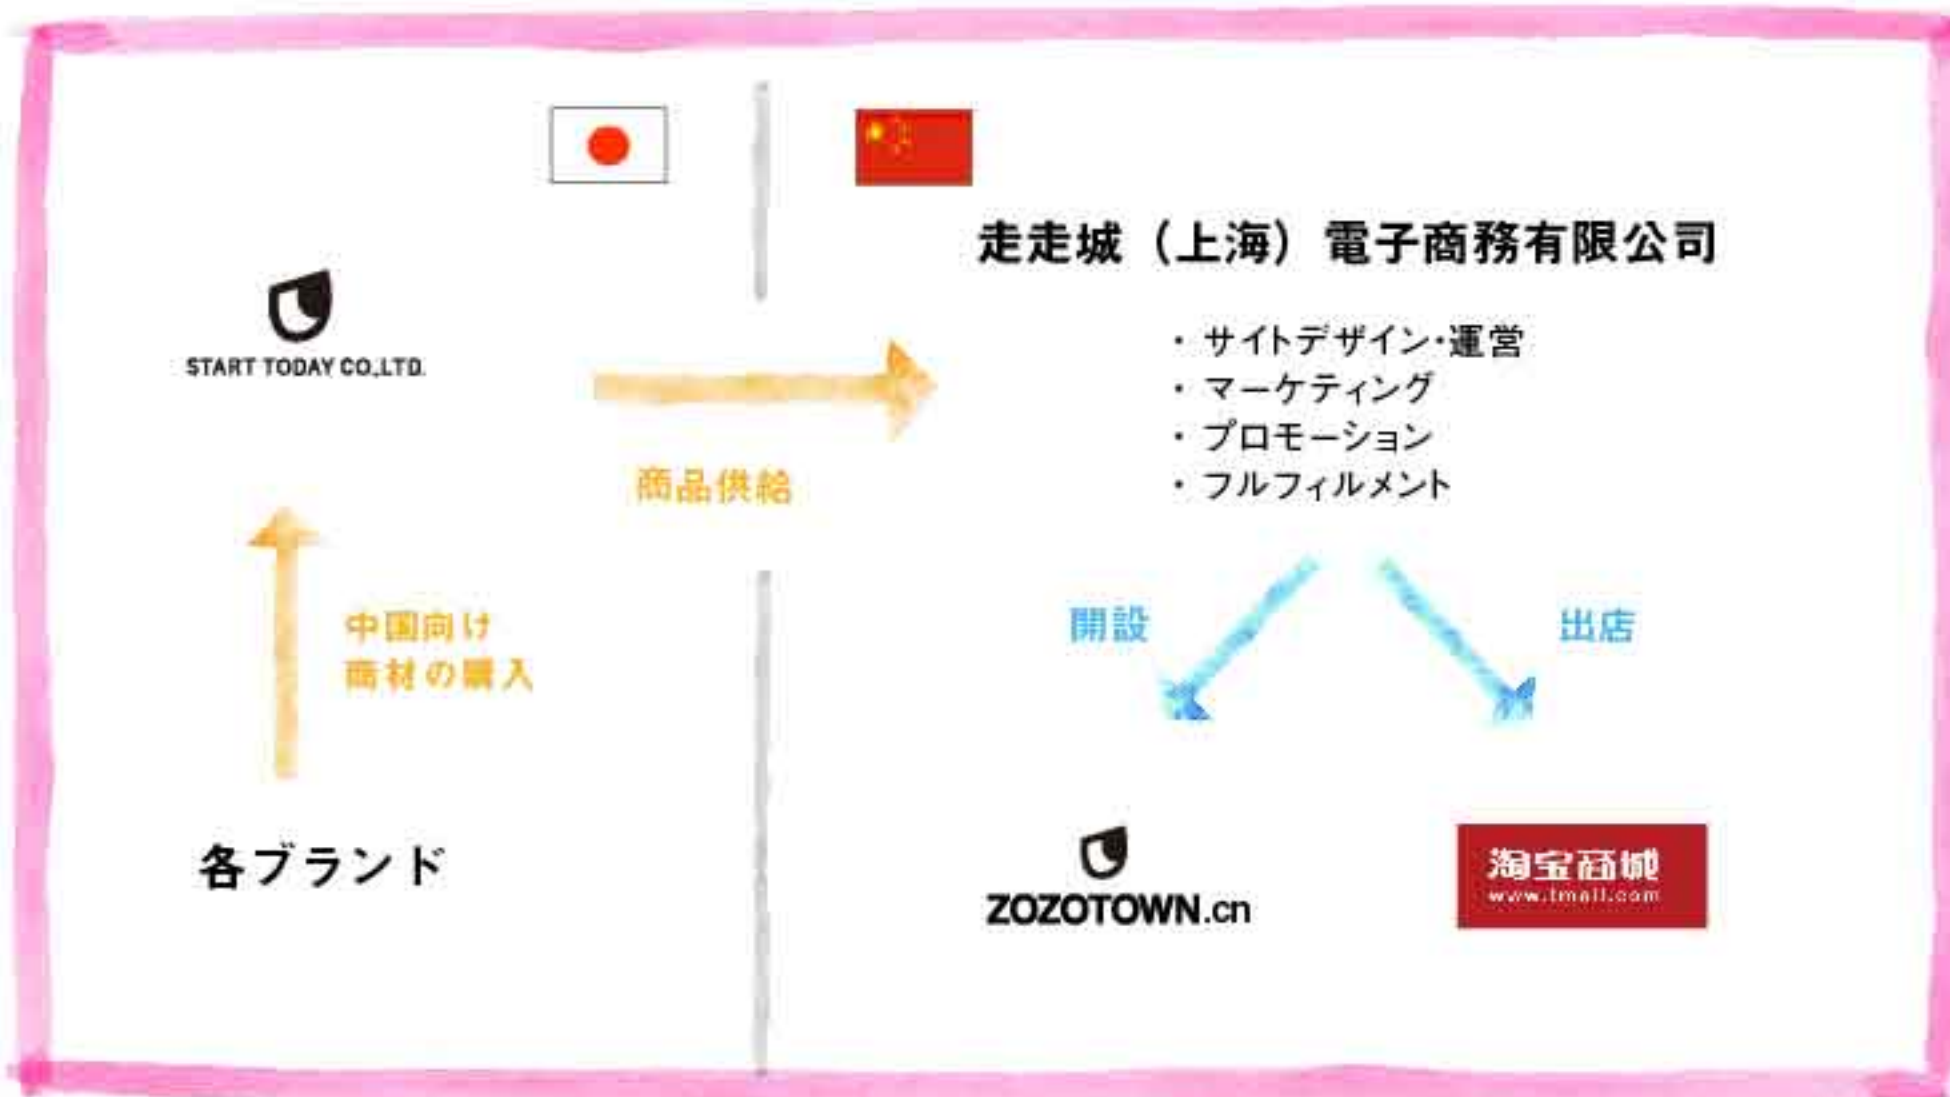 走走城（上海）電子商務有限公司
START TODAY CO.,LTD.
・ サイトデザイン・運営
・ マーケティング
・ プロモーション
・ フルフィルメント
商品供給
中国向け
商材の購入
開設
出店
各ブランド
ZOZOTOWN.cn
淘宝商城
www.tmall.com